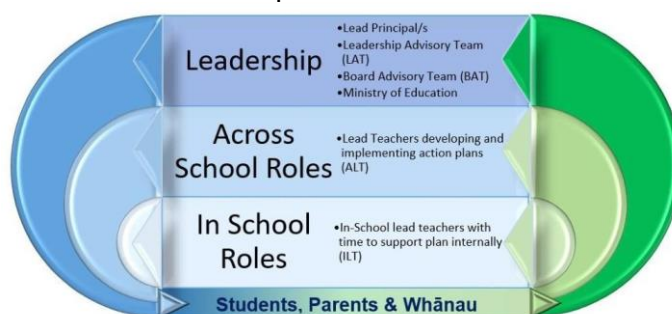 Leadership
•Lead Principal/s
•Leadership Advisory Team
(LAT)
•Board Advisory Team (BAT)
•Ministry of Education
Across
School Roles
•Lead Teachers developing and
implementing action plans
(ALT)
In School
Roles
•In-School lead teachers with
time to support plan internally
(ILT)
Students, Parents & Whānau